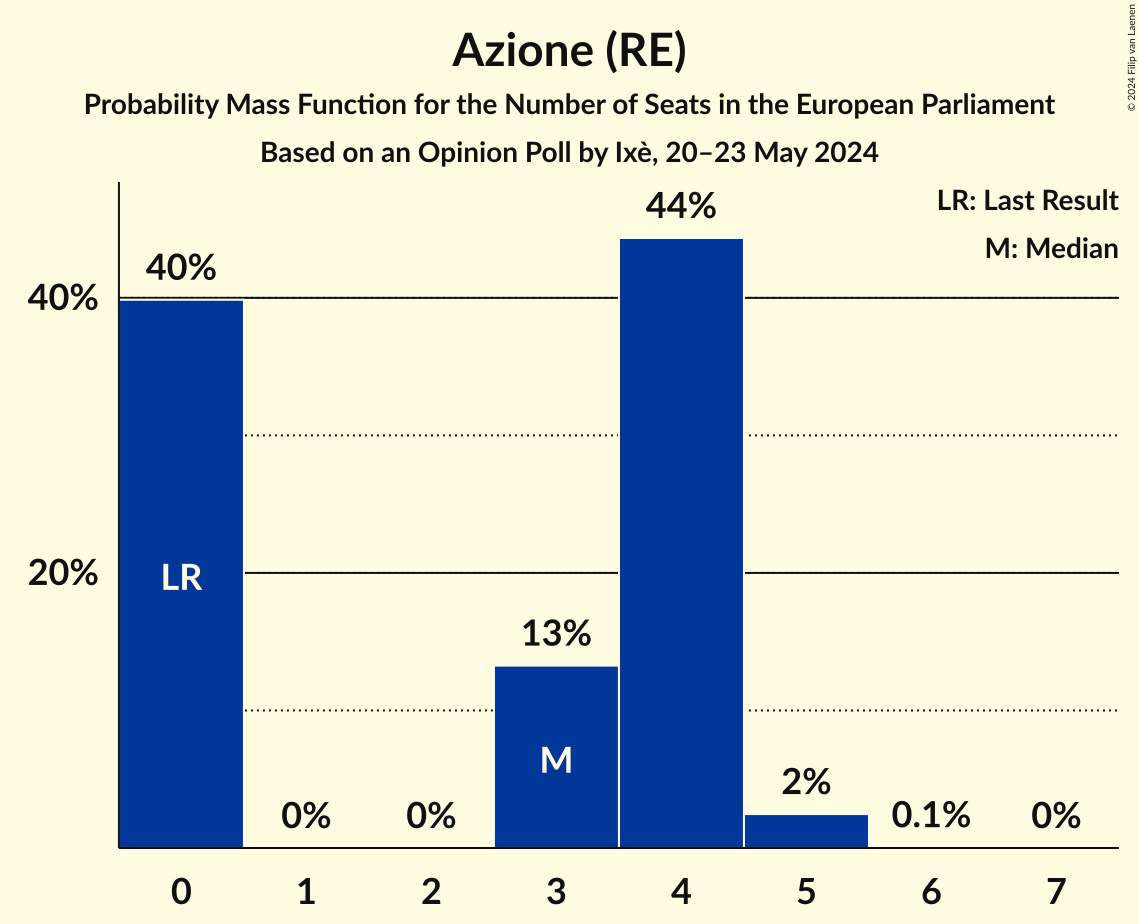 Azione (RE)
Probability Mass Function for the Number of Seats in the European Parliament
Based on an Opinion Poll by Ixè, 20–23 May 2024
© 2024 Filip van Laenen
LR: Last Result
M: Median
40%
20%
40%
0%
0%
13%
44%
2%
0.1%
0%
LR
M
0 1 2 3 4 5 6 7